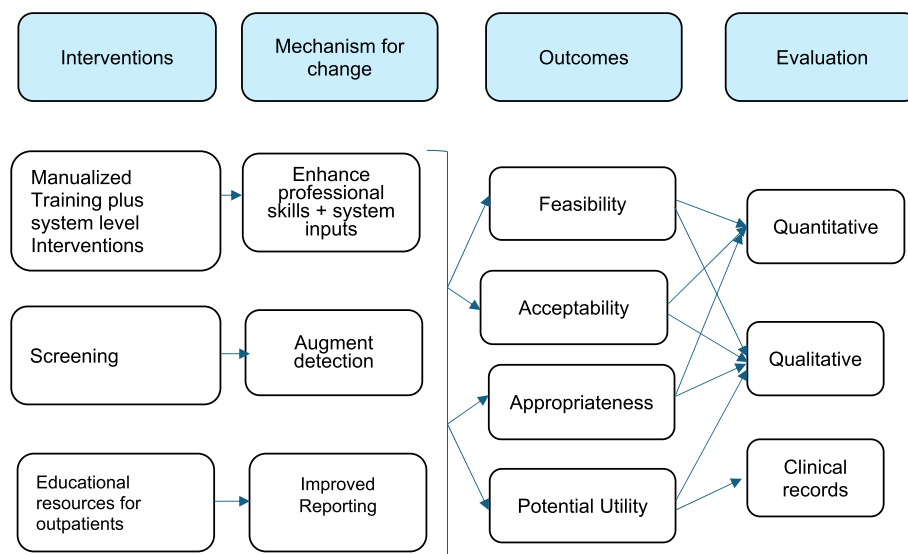 Interventions
Mechanism for
change
Outcomes
Evaluation
Manualized
Training plus
system level
Interventions
Enhance
professional
skills + system
inputs
Feasibility
Quantitative
Acceptability
Screening
Augment
detection
Qualitative
Appropriateness
Educational
resources for
outpatients
Improved
Reporting
Potential Utility
Clinical
records